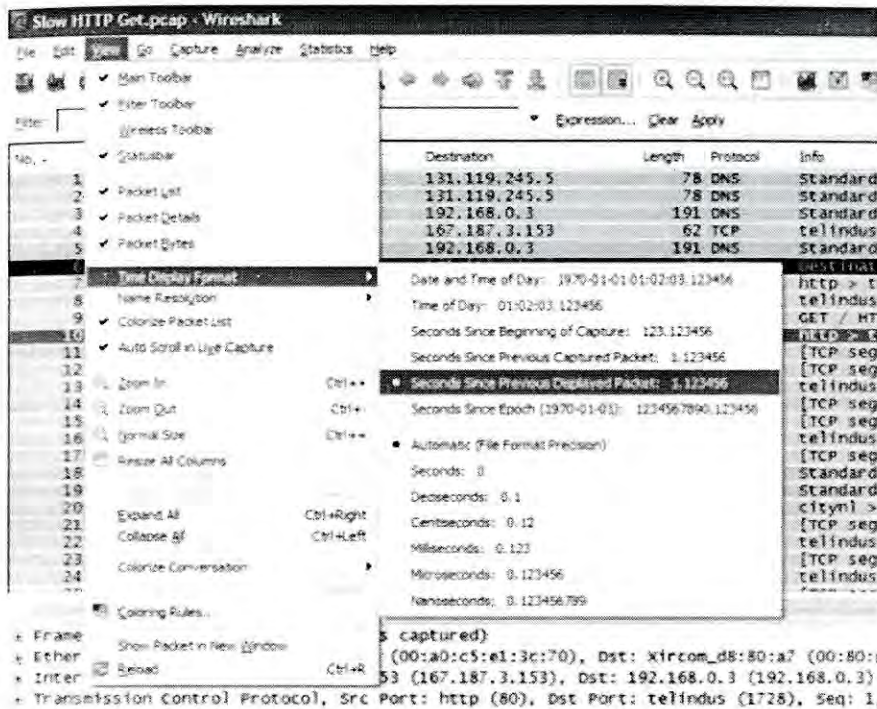 Slow HTTP Get.pcap - Wireshark
File Edit View Go Capture Analyze Statistics Help
Filter: Expression... Clear Apply
No. - Destination Length Protocol Info
1 131.119.245.5 78 DNS Standard
2 131.119.245.5 78 DNS Standard
3 192.168.0.3 191 DNS Standard
4 167.187.3.153 62 TCP telindus
5 192.168.0.3 191 DNS Standard
Destinat
7 http > t
8 telindus
9 GET / HT
10 http > t
11 [TCP seg
12 [TCP seg
13 telindus
14 [TCP seg
15 [TCP seg
16 telindus
17 [TCP seg
18 Standard
19 Standard
20 citynl >
21 [TCP seg
22 telindus
23 [TCP seg
24 telindus
Main Toolbar
Filter Toolbar
Wireless Toolbar
Statusbar
Packet List
Packet Details
Packet Bytes
Time Display Format
Name Resolution
Colorize Packet List
Auto Scroll in Live Capture
Zoom In Ctrl++
Zoom Out Ctrl+-
Normal Size Ctrl+=
Resize All Columns
Expand All Ctrl+Right
Collapse All Ctrl+Left
Colorize Conversation
Coloring Rules...
Show Packet in New Window
Reload Ctrl+R
Date and Time of Day: 1970-01-01 01:02:03.123456
Time of Day: 01:02:03.123456
Seconds Since Beginning of Capture: 123.123456
Seconds Since Previous Captured Packet: 1.123456
Seconds Since Previous Displayed Packet: 1.123456
Seconds Since Epoch (1970-01-01): 1234567890.123456
Automatic (File Format Precision)
Seconds: 0
Deciseconds: 0.1
Centiseconds: 0.12
Milliseconds: 0.123
Microseconds: 0.123456
Nanoseconds: 0.123456789
+ Frame s captured)
+ Ether (00:a0:c5:e1:3c:70), Dst: Xircom_d8:80:a7 (00:80:
+ Inter 53 (167.187.3.153), Dst: 192.168.0.3 (192.168.0.3)
+ Transmission Control Protocol, Src Port: http (80), Dst Port: telindus (1728), Seq: 1